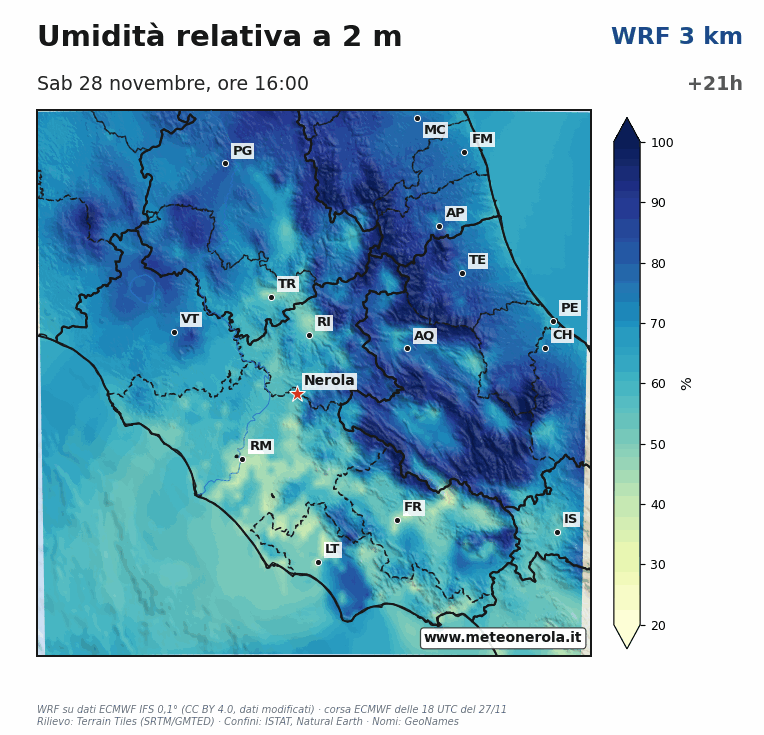 Umidità relativa a 2 m
WRF 3 km
Sab 28 novembre, ore 16:00
+21h
MC
FM
PG
AP
TE
TR
PE
VT
RI
CH
AQ
Nerola
RM
FR
IS
LT
www.meteonerola.it
100
90
80
70
60
50
40
30
20
%
WRF su dati ECMWF IFS 0,1° (CC BY 4.0, dati modificati) · corsa ECMWF delle 18 UTC del 27/11
Rilievo: Terrain Tiles (SRTM/GMTED) · Confini: ISTAT, Natural Earth · Nomi: GeoNames